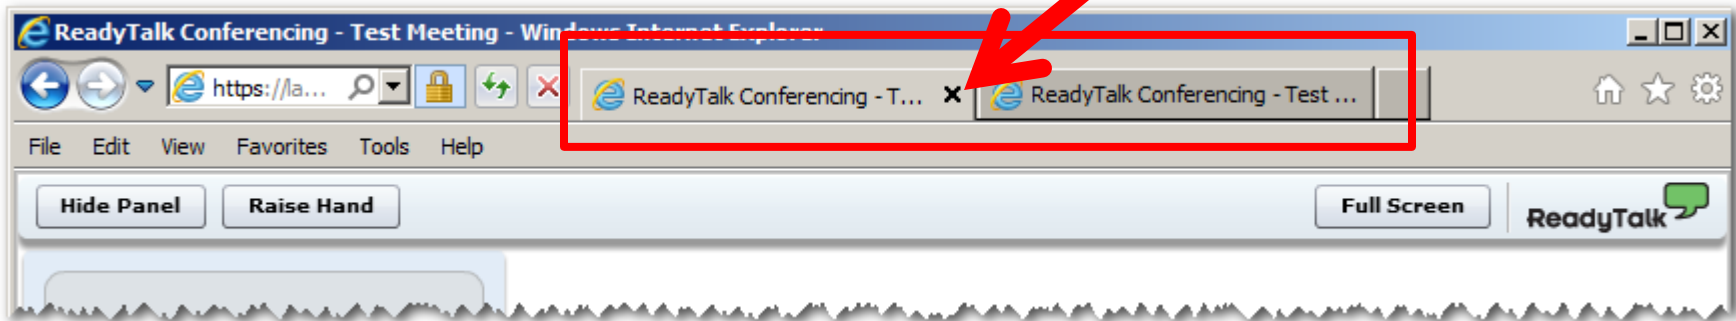 ReadyTalk Conferencing - Test Meeting - Windows Internet Explorer
https://la...
ReadyTalk Conferencing - T...
ReadyTalk Conferencing - Test ...
File Edit View Favorites Tools Help
Hide Panel
Raise Hand
Full Screen
ReadyTalk